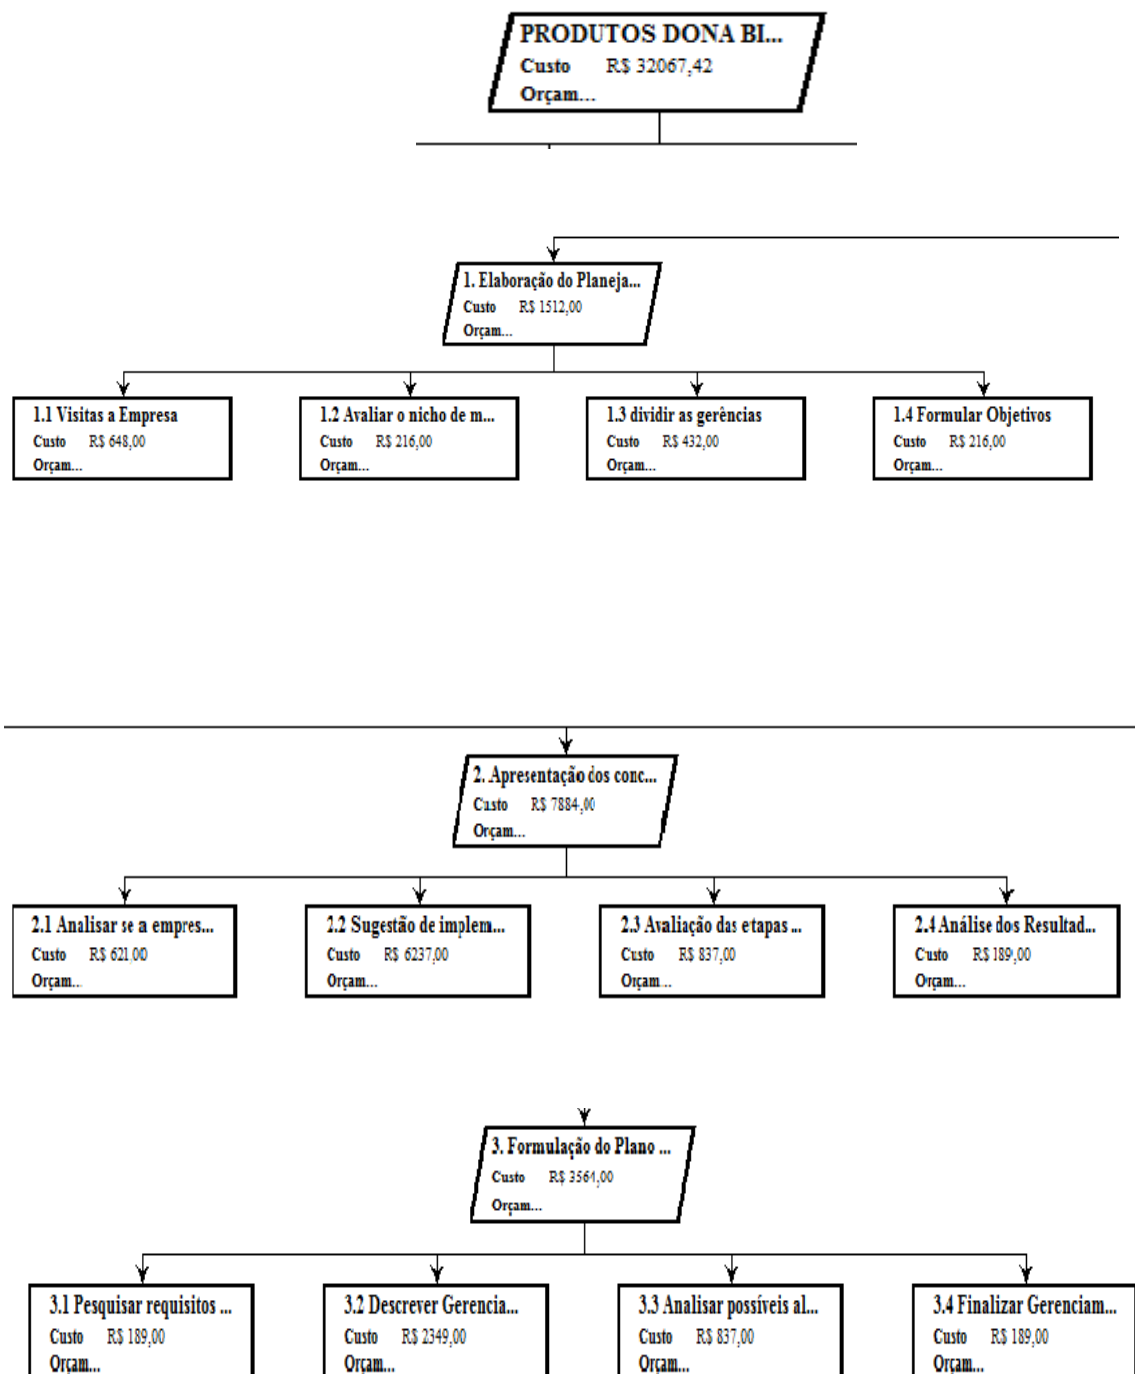 PRODUTOS DONA BI...
Custo R$ 32067,42
Orçam...
1. Elaboração do Planeja...
Custo R$ 1512,00
Orçam...
1.1 Visitas a Empresa
Custo R$ 648,00
Orçam...
1.2 Avaliar o nicho de m...
Custo R$ 216,00
Orçam...
1.3 dividir as gerências
Custo R$ 432,00
Orçam...
1.4 Formular Objetivos
Custo R$ 216,00
Orçam...
2. Apresentação dos conc...
Custo R$ 7884,00
Orçam...
2.1 Analisar se a empres...
Custo R$ 621,00
Orçam...
2.2 Sugestão de implem...
Custo R$ 6237,00
Orçam...
2.3 Avaliação das etapas ...
Custo R$ 837,00
Orçam...
2.4 Análise dos Resultad...
Custo R$ 189,00
Orçam...
3. Formulação do Plano ...
Custo R$ 3564,00
Orçam...
3.1 Pesquisar requisitos ...
Custo R$ 189,00
Orçam...
3.2 Descrever Gerencia...
Custo R$ 2349,00
Orçam...
3.3 Analisar possíveis al...
Custo R$ 837,00
Orçam...
3.4 Finalizar Gerenciam...
Custo R$ 189,00
Orçam...